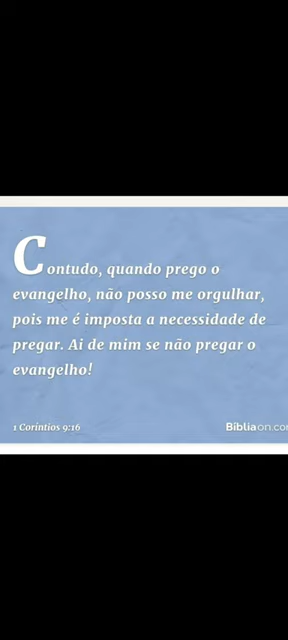 Contudo, quando prego o
evangelho, não posso me orgulhar,
pois me é imposta a necessidade de
pregar. Ai de mim se não pregar o
evangelho!
1 Coríntios 9:16
Bibliaon.com